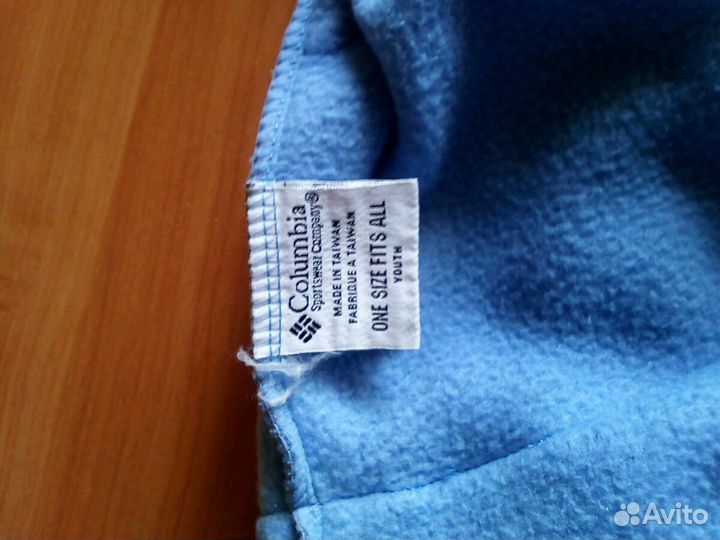 Columbia
Sportswear Company
MADE IN TAIWAN
FABRIQUE A TAIWAN
ONE SIZE FITS ALL
YOUTH
Avito